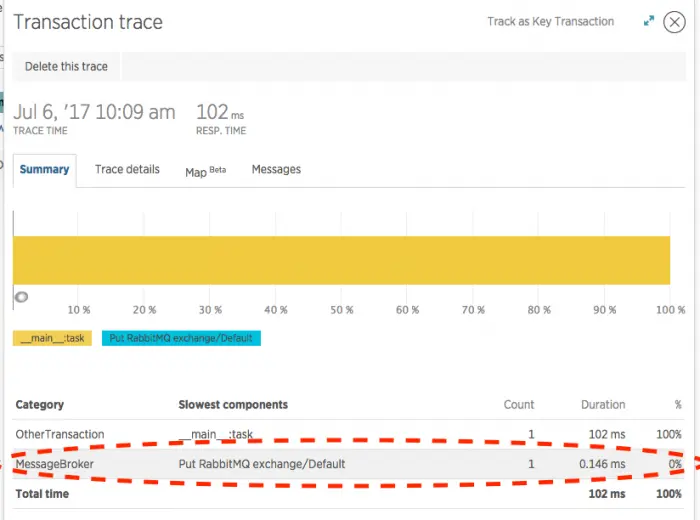 Transaction trace
Track as Key Transaction
Delete this trace
Jul 6, '17 10:09 am
102 ms
TRACE TIME
RESP. TIME
Summary
Trace details
Map Beta
Messages
10 % 20 % 30 % 40 % 50 % 60 % 70 % 80 % 90 % 100 %
__main__:task
Put RabbitMQ exchange/Default
Category Slowest components Count Duration %
OtherTransaction __main__:task 1 102 ms 100%
MessageBroker Put RabbitMQ exchange/Default 1 0.146 ms 0%
Total time 102 ms 100%